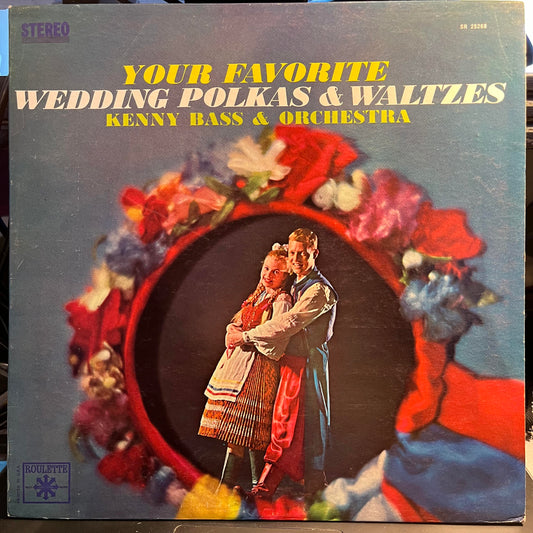 STEREO
SR 25268
YOUR FAVORITE
WEDDING POLKAS & WALTZES
KENNY BASS & ORCHESTRA
ROULETTE